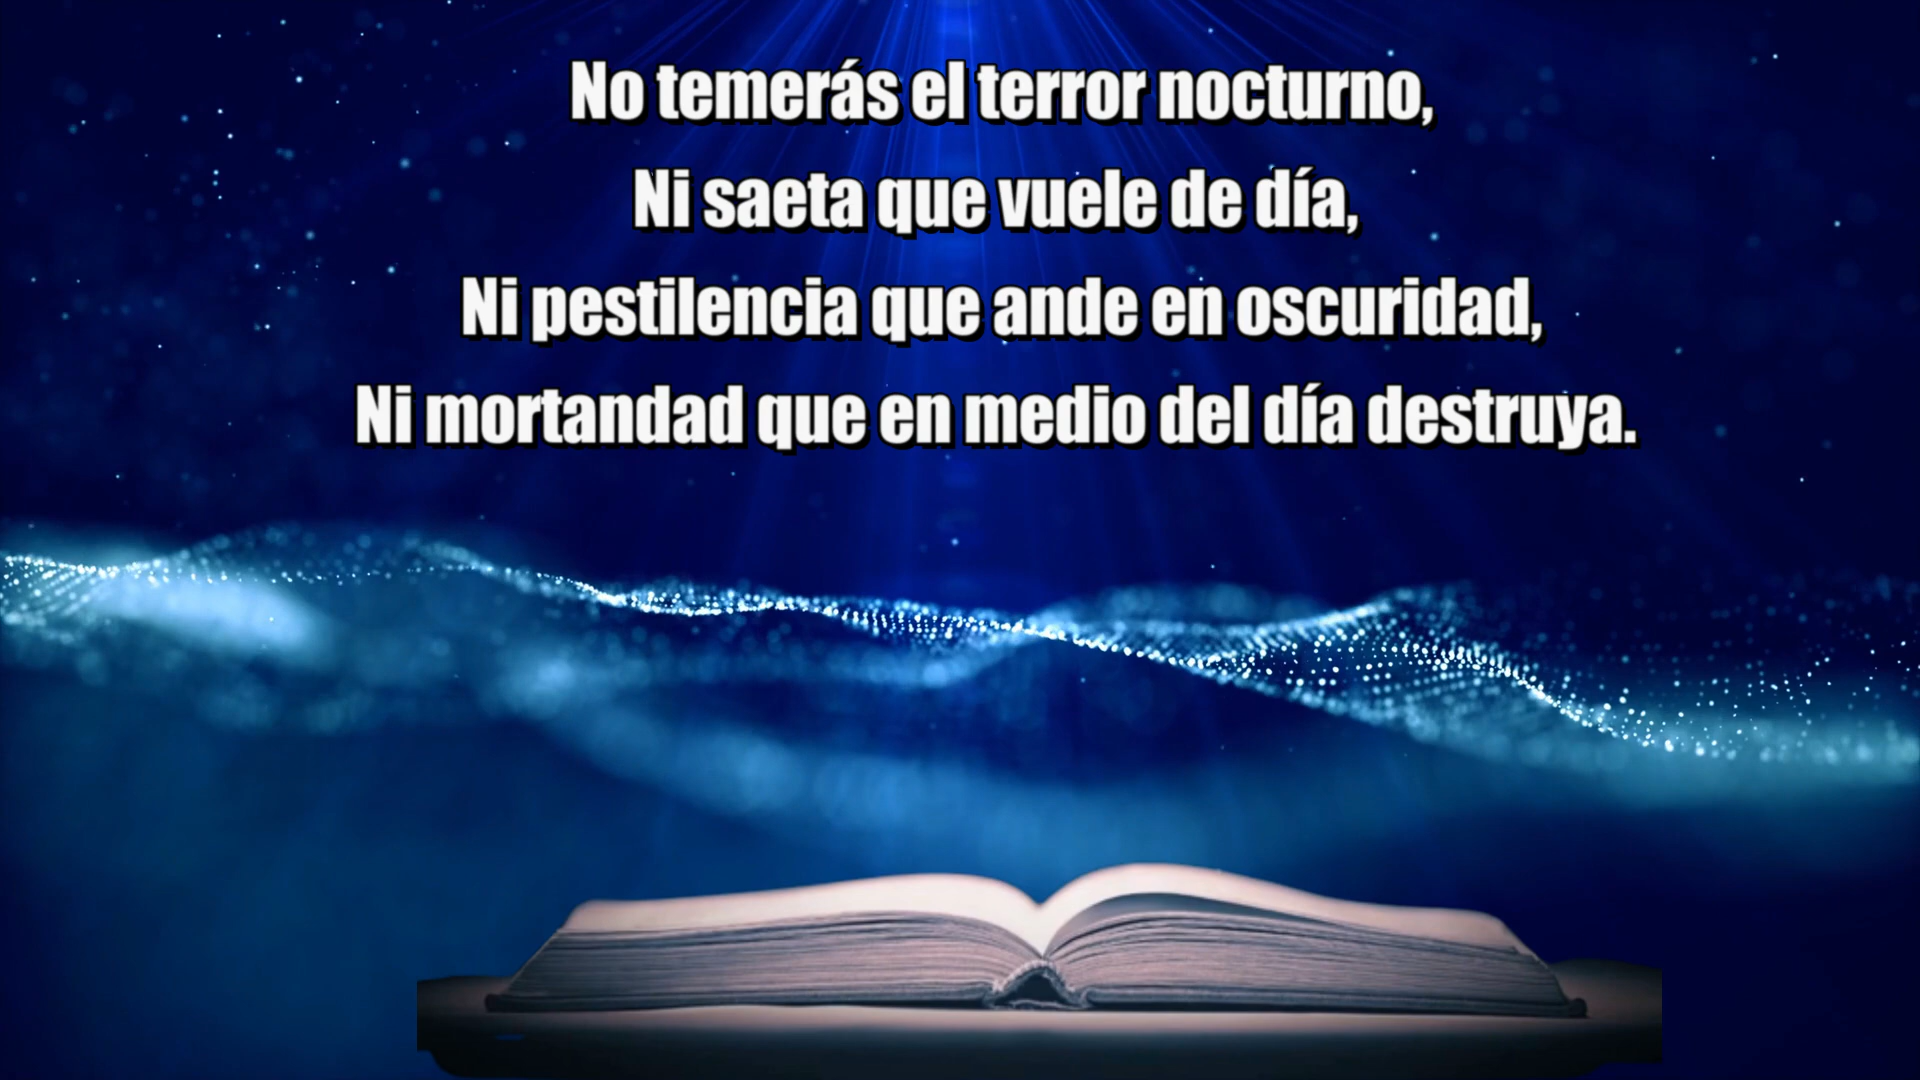 No temerás el terror nocturno,
Ni saeta que vuele de día,
Ni pestilencia que ande en oscuridad,
Ni mortandad que en medio del día destruya.